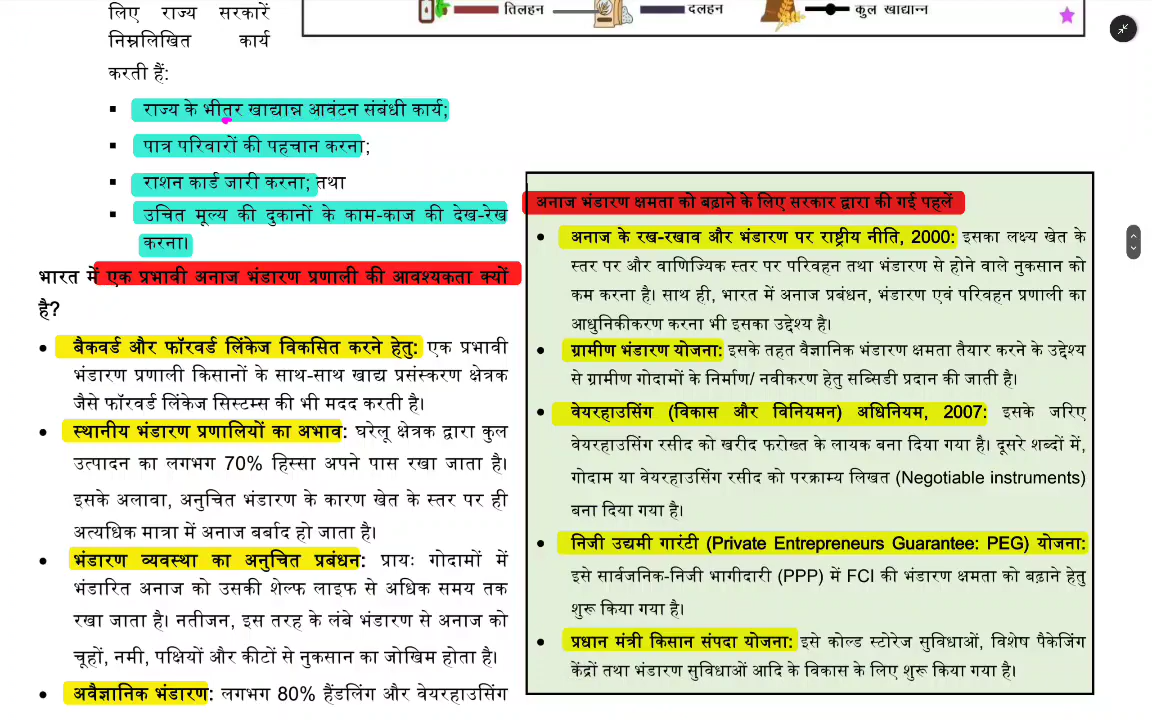 लिए राज्य सरकारें
निम्नलिखित कार्य
करती हैं:
▪ राज्य के भीतर खाद्यान्न आवंटन संबंधी कार्य;
▪ पात्र परिवारों की पहचान करना;
▪ राशन कार्ड जारी करना; तथा
▪ उचित मूल्य की दुकानों के काम-काज की देख-रेख
करना।
भारत में एक प्रभावी अनाज भंडारण प्रणाली की आवश्यकता क्यों
है?
• बैकवर्ड और फॉरवर्ड लिंकेज विकसित करने हेतु: एक प्रभावी
भंडारण प्रणाली किसानों के साथ-साथ खाद्य प्रसंस्करण क्षेत्रक
जैसे फॉरवर्ड लिंकेज सिस्टम्स की भी मदद करती है।
• स्थानीय भंडारण प्रणालियों का अभाव: घरेलू क्षेत्रक द्वारा कुल
उत्पादन का लगभग 70% हिस्सा अपने पास रखा जाता है।
इसके अलावा, अनुचित भंडारण के कारण खेत के स्तर पर ही
अत्यधिक मात्रा में अनाज बर्बाद हो जाता है।
• भंडारण व्यवस्था का अनुचित प्रबंधन: प्रायः गोदामों में
भंडारित अनाज को उसकी शेल्फ लाइफ से अधिक समय तक
रखा जाता है। नतीजन, इस तरह के लंबे भंडारण से अनाज को
चूहों, नमी, पक्षियों और कीटों से नुकसान का जोखिम होता है।
• अवैज्ञानिक भंडारण: लगभग 80% हैंडलिंग और वेयरहाउसिंग
तिलहन दलहन कुल खाद्यान्न
अनाज भंडारण क्षमता को बढ़ाने के लिए सरकार द्वारा की गई पहलें
• अनाज के रख-रखाव और भंडारण पर राष्ट्रीय नीति, 2000: इसका लक्ष्य खेत के
स्तर पर और वाणिज्यिक स्तर पर परिवहन तथा भंडारण से होने वाले नुकसान को
कम करना है। साथ ही, भारत में अनाज प्रबंधन, भंडारण एवं परिवहन प्रणाली का
आधुनिकीकरण करना भी इसका उद्देश्य है।
• ग्रामीण भंडारण योजना: इसके तहत वैज्ञानिक भंडारण क्षमता तैयार करने के उद्देश्य
से ग्रामीण गोदामों के निर्माण/ नवीकरण हेतु सब्सिडी प्रदान की जाती है।
• वेयरहाउसिंग (विकास और विनियमन) अधिनियम, 2007: इसके जरिए
वेयरहाउसिंग रसीद को खरीद फरोख्त के लायक बना दिया गया है। दूसरे शब्दों में,
गोदाम या वेयरहाउसिंग रसीद को परक्राम्य लिखत (Negotiable instruments)
बना दिया गया है।
• निजी उद्यमी गारंटी (Private Entrepreneurs Guarantee: PEG) योजना:
इसे सार्वजनिक-निजी भागीदारी (PPP) में FCI की भंडारण क्षमता को बढ़ाने हेतु
शुरू किया गया है।
• प्रधान मंत्री किसान संपदा योजना: इसे कोल्ड स्टोरेज सुविधाओं, विशेष पैकेजिंग
केंद्रों तथा भंडारण सुविधाओं आदि के विकास के लिए शुरू किया गया है।